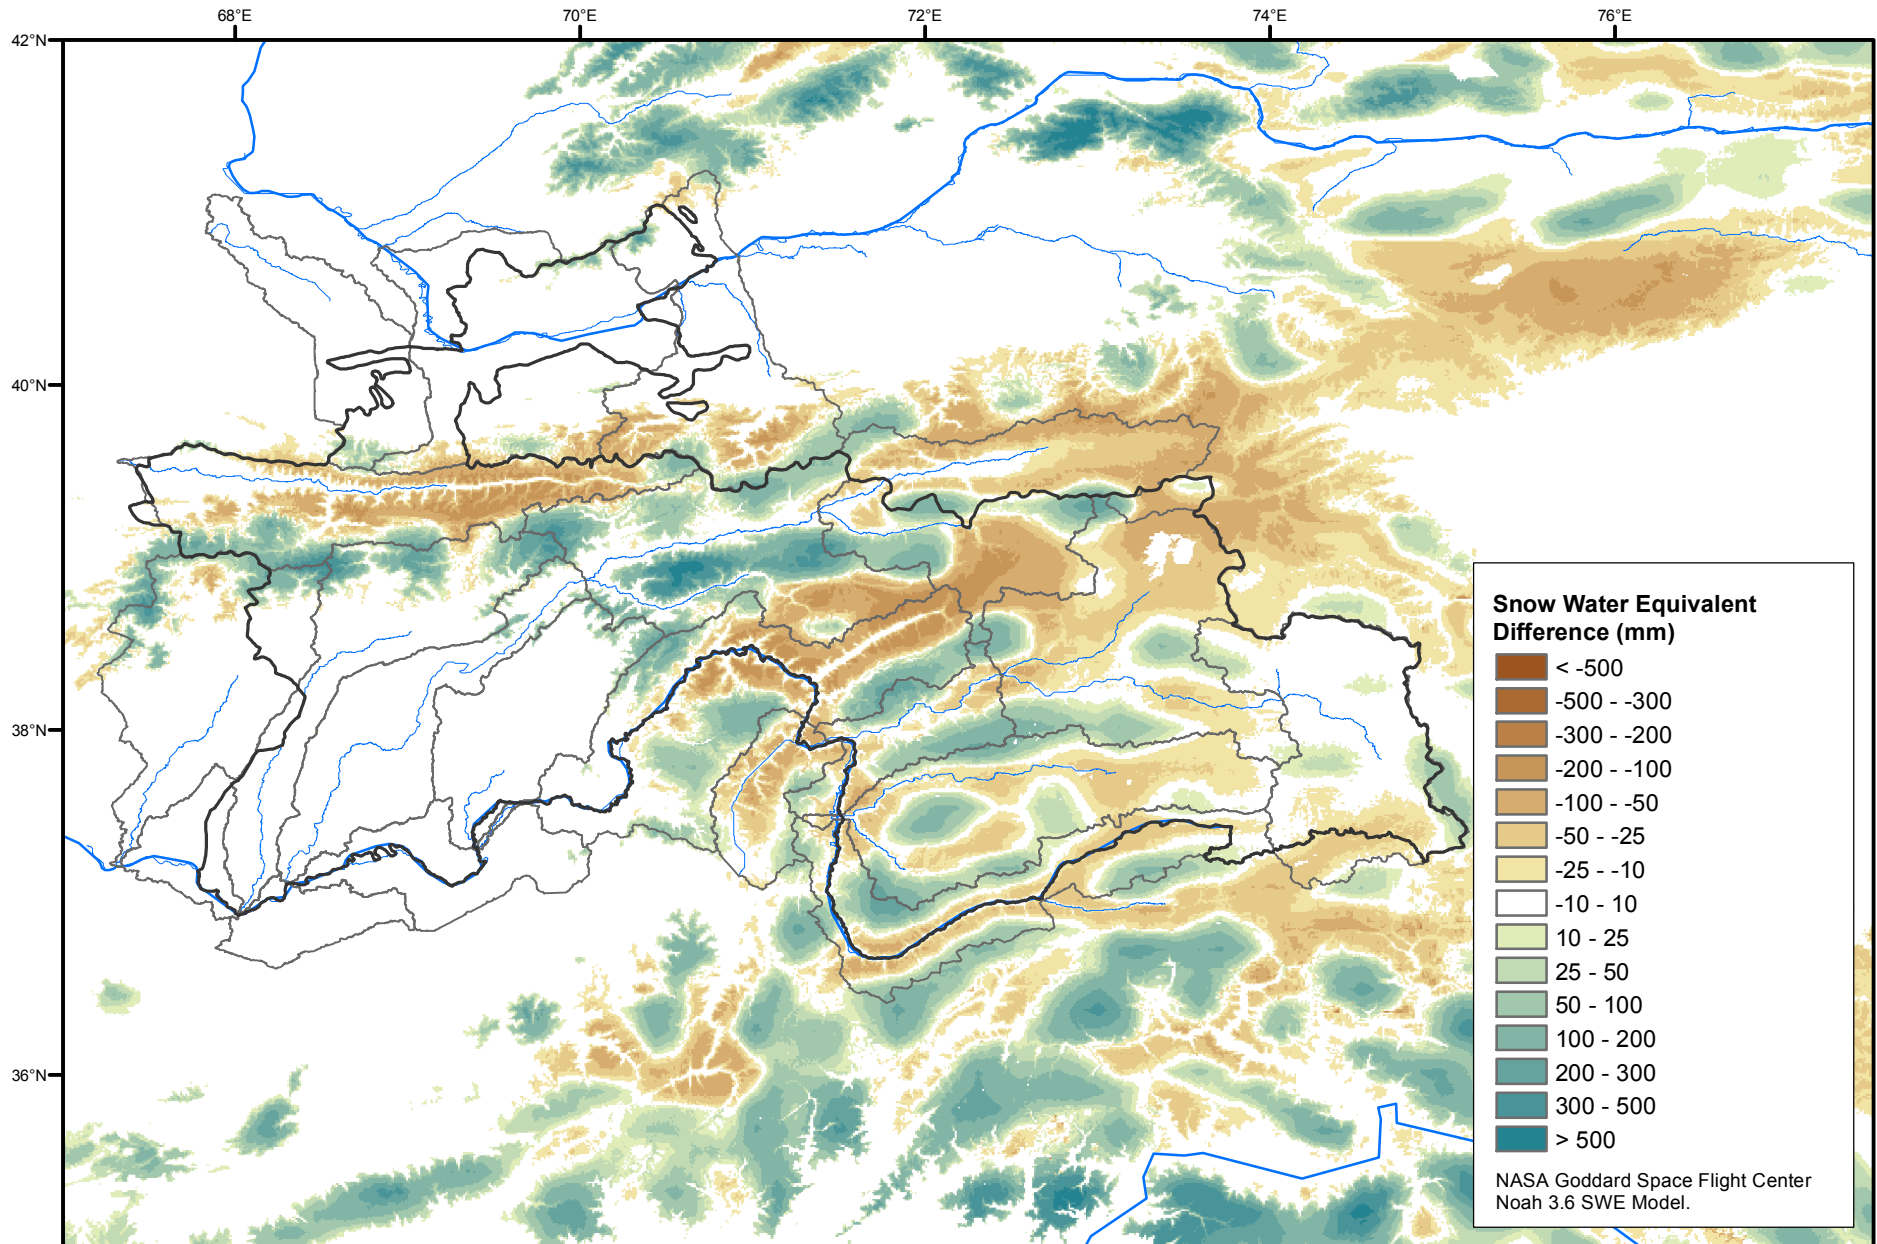 68°E
70°E
72°E
74°E
76°E
42°N
40°N
38°N
36°N
Snow Water Equivalent
Difference (mm)
< -500
-500 - -300
-300 - -200
-200 - -100
-100 - -50
-50 - -25
-25 - -10
-10 - 10
10 - 25
25 - 50
50 - 100
100 - 200
200 - 300
300 - 500
> 500
NASA Goddard Space Flight Center
Noah 3.6 SWE Model.